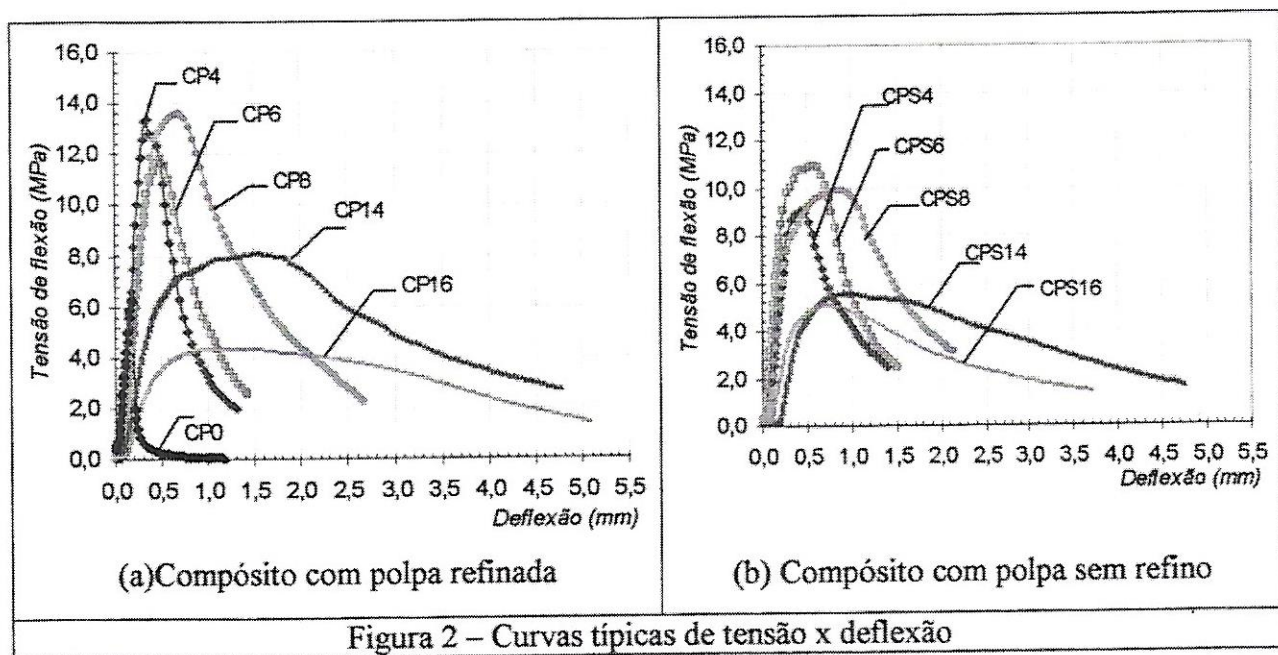 16,0
14,0
12,0
10,0
8,0
6,0
4,0
2,0
0,0
Tensão de flexão (MPa)
CP4
CP6
CP8
CP14
CP16
CP0
0,0 0,5 1,0 1,5 2,0 2,5 3,0 3,5 4,0 4,5 5,0 5,5
Deflexão (mm)
(a)Compósito com polpa refinada
16,0
14,0
12,0
10,0
8,0
6,0
4,0
2,0
0,0
Tensão de flexão (MPa)
CPS4
CPS6
CPS8
CPS14
CPS16
0,0 0,5 1,0 1,5 2,0 2,5 3,0 3,5 4,0 4,5 5,0 5,5
Deflexão (mm)
(b) Compósito com polpa sem refino
Figura 2 – Curvas típicas de tensão x deflexão